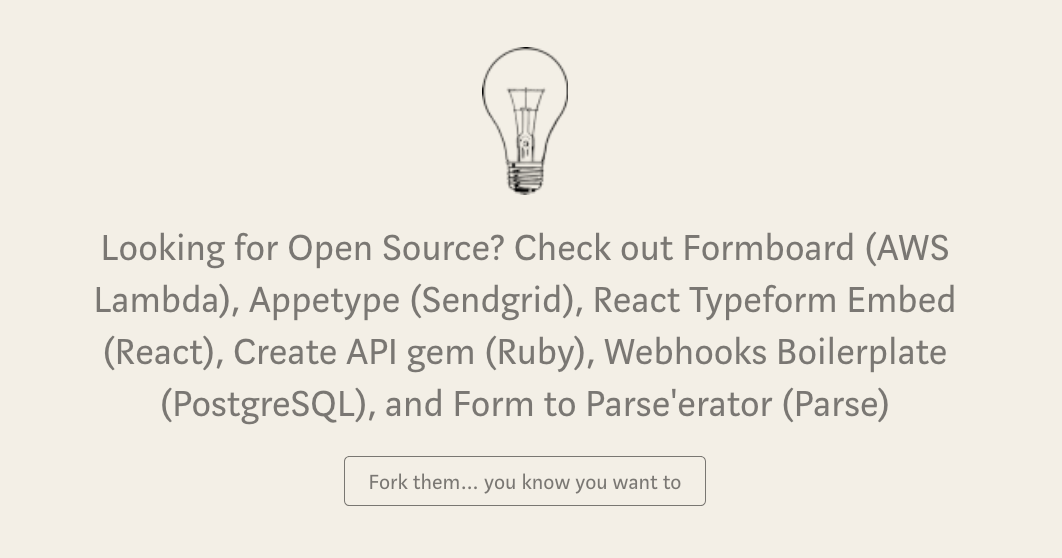 Looking for Open Source? Check out Formboard (AWS
Lambda), Appetype (Sendgrid), React Typeform Embed
(React), Create API gem (Ruby), Webhooks Boilerplate
(PostgreSQL), and Form to Parse'erator (Parse)
Fork them... you know you want to